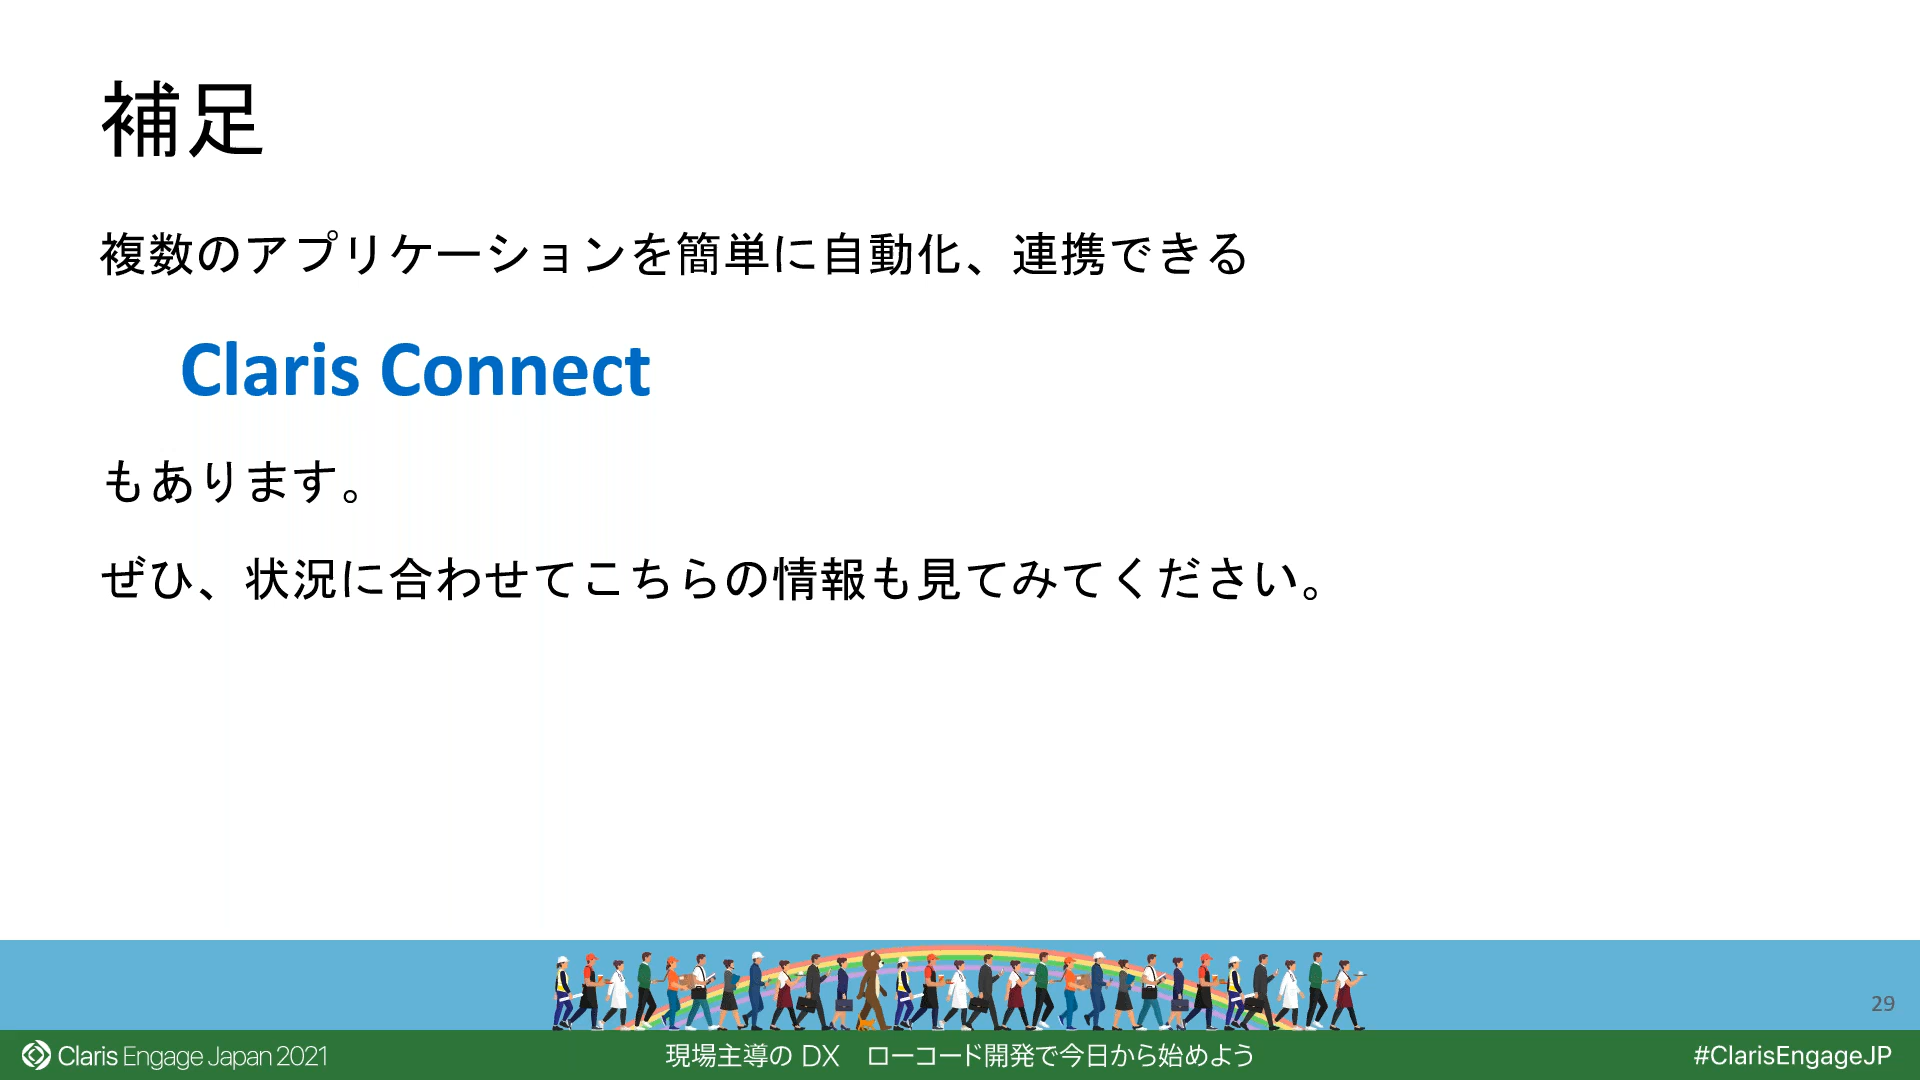 補足
複数のアプリケーションを簡単に自動化、連携できる
Claris Connect
もあります。
ぜひ、状況に合わせてこちらの情報も見てみてください。
29
Claris Engage Japan 2021
現場主導の DX　ローコード開発で今日から始めよう
#ClarisEngageJP